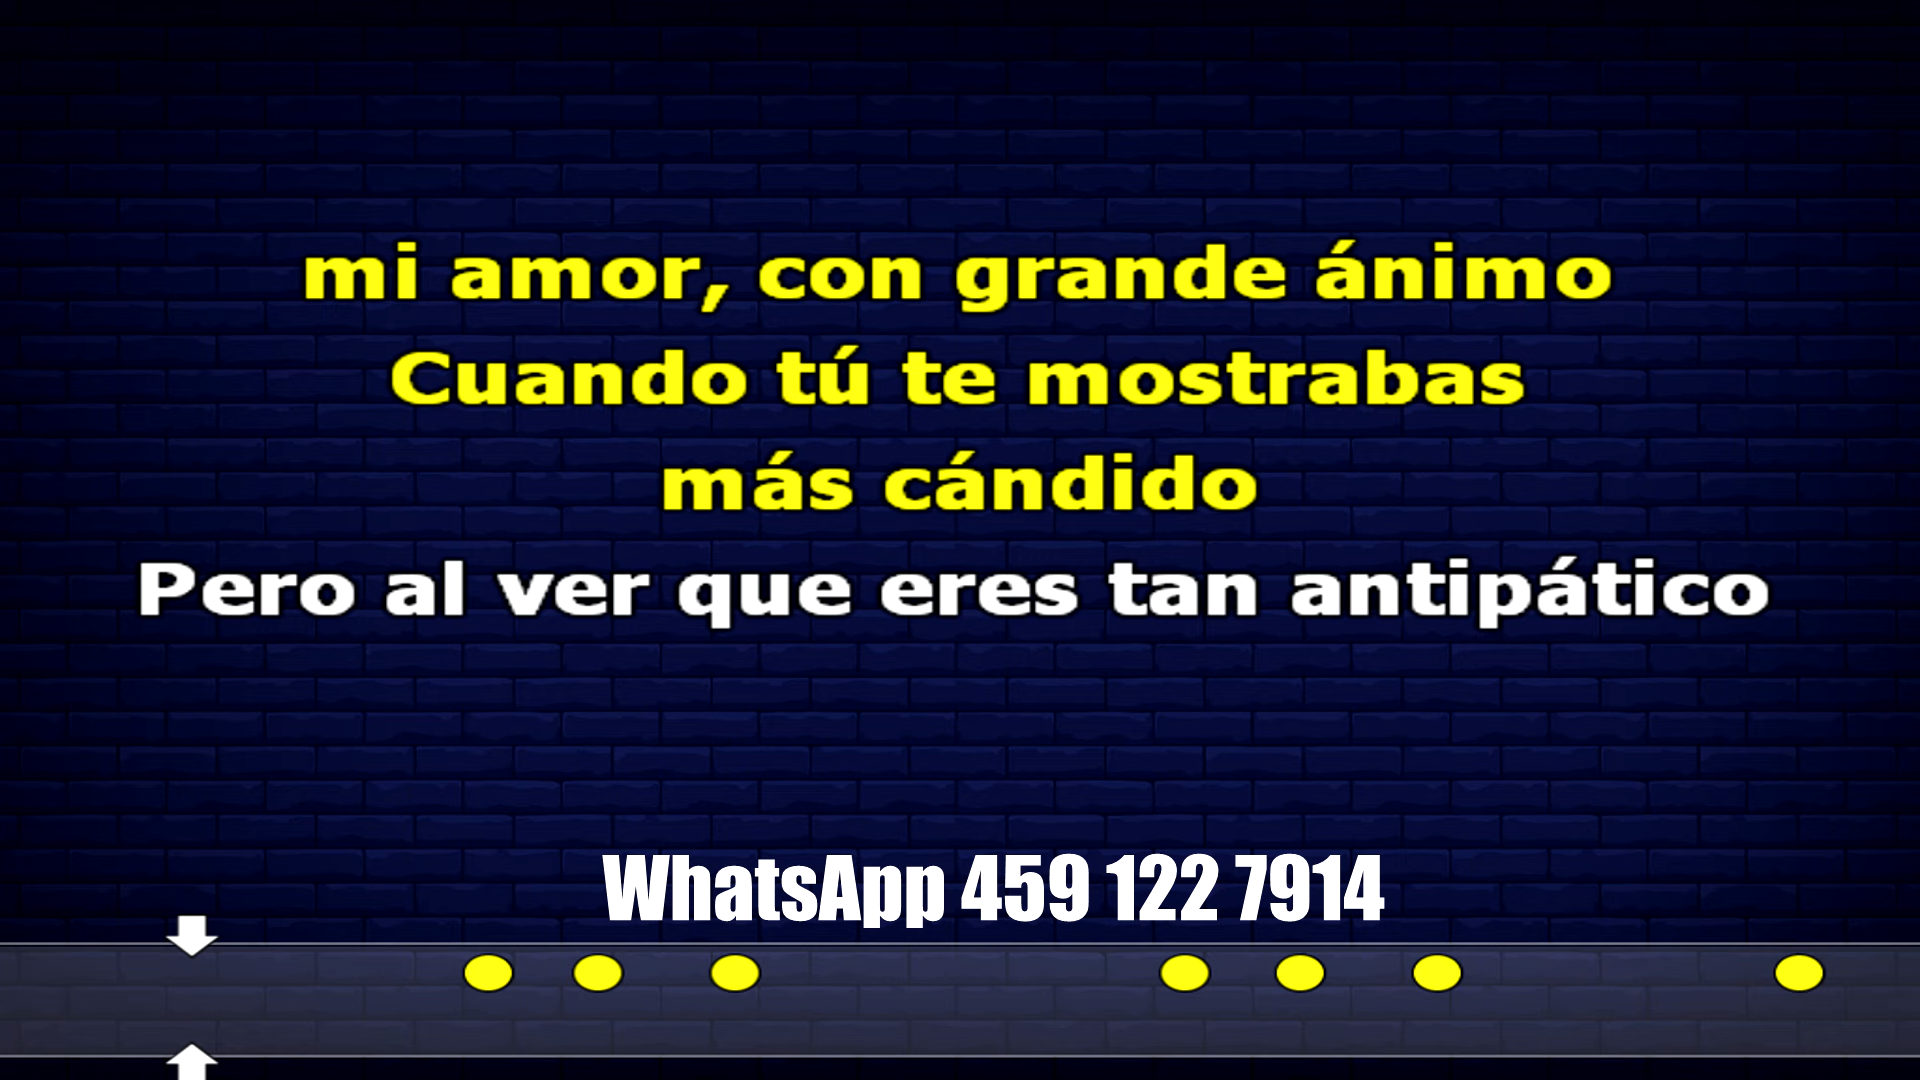 mi amor, con grande ánimo
Cuando tú te mostrabas
más cándido
Pero al ver que eres tan antipático
WhatsApp 459 122 7914